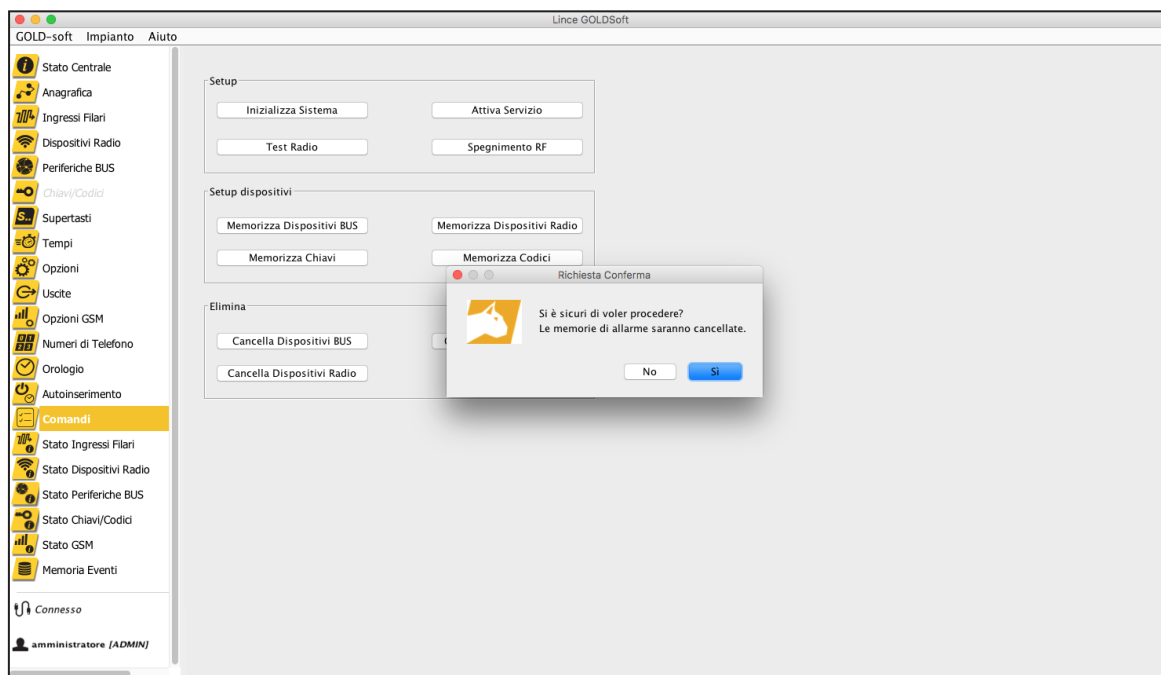 Lince GOLDSoft
GOLD-soft Impianto Aiuto
Stato Centrale
Anagrafica
Ingressi Filari
Dispositivi Radio
Periferiche BUS
Chiavi/Codici
S.. Supertasti
Tempi
Opzioni
Uscite
Opzioni GSM
Numeri di Telefono
Orologio
Autoinserimento
Comandi
Stato Ingressi Filari
Stato Dispositivi Radio
Stato Periferiche BUS
Stato Chiavi/Codici
Stato GSM
Memoria Eventi
Connesso
amministratore [ADMIN]
Setup
Inizializza Sistema Attiva Servizio
Test Radio Spegnimento RF
Setup dispositivi
Memorizza Dispositivi BUS Memorizza Dispositivi Radio
Memorizza Chiavi Memorizza Codici
Elimina
Cancella Dispositivi BUS
Cancella Dispositivi Radio
Richiesta Conferma
Si è sicuri di voler procedere?
Le memorie di allarme saranno cancellate.
No Sì